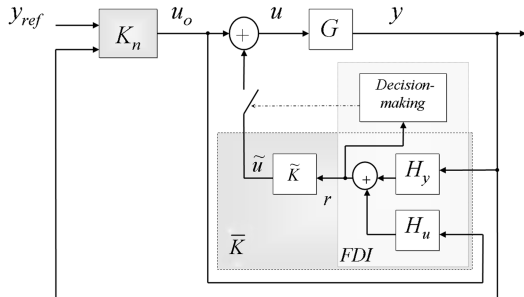 y_ref
K_n
u_o
+
u
G
y
Decision-
making
ũ
K̃
r
+
H_y
H_u
K̅
FDI